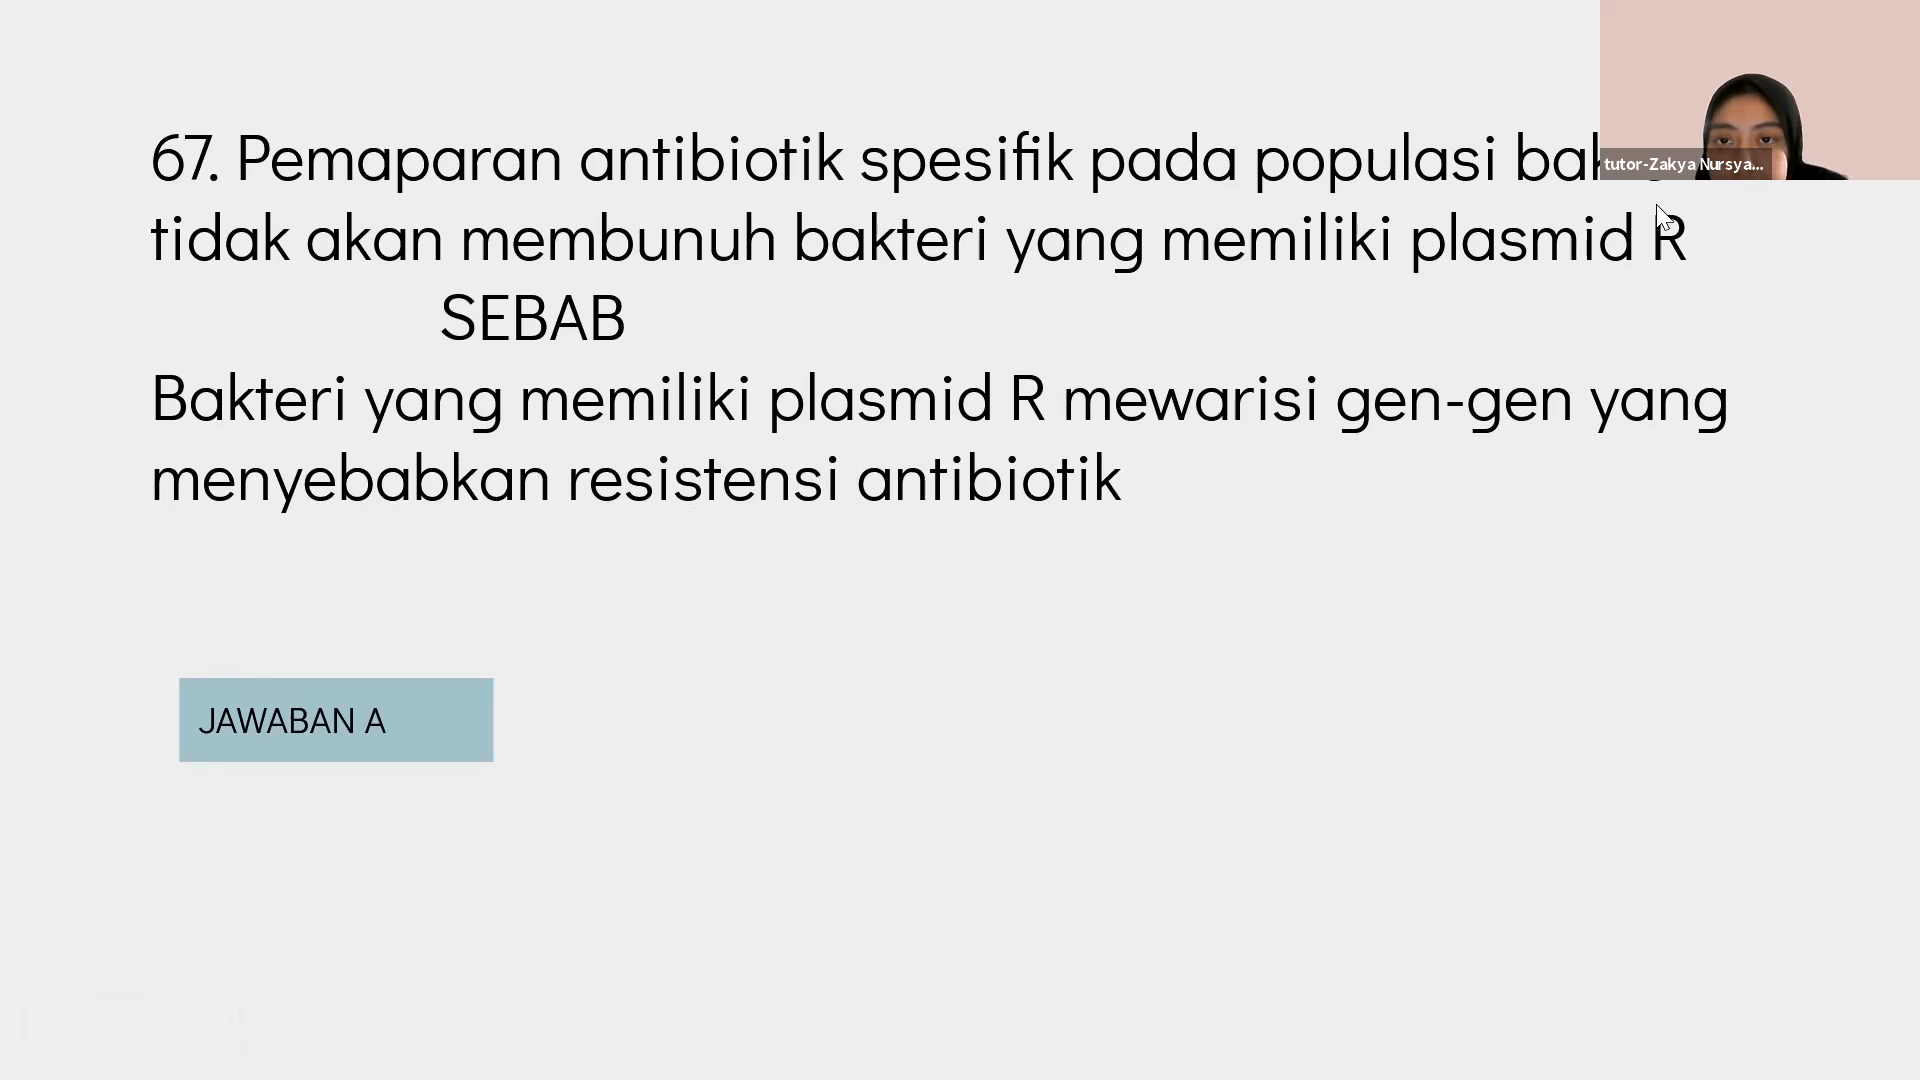 67. Pemaparan antibiotik spesifik pada populasi
tidak akan membunuh bakteri yang memiliki plasmid R
SEBAB
Bakteri yang memiliki plasmid R mewarisi gen-gen yang
menyebabkan resistensi antibiotik
JAWABAN A
tutor-Zakya Nursya...